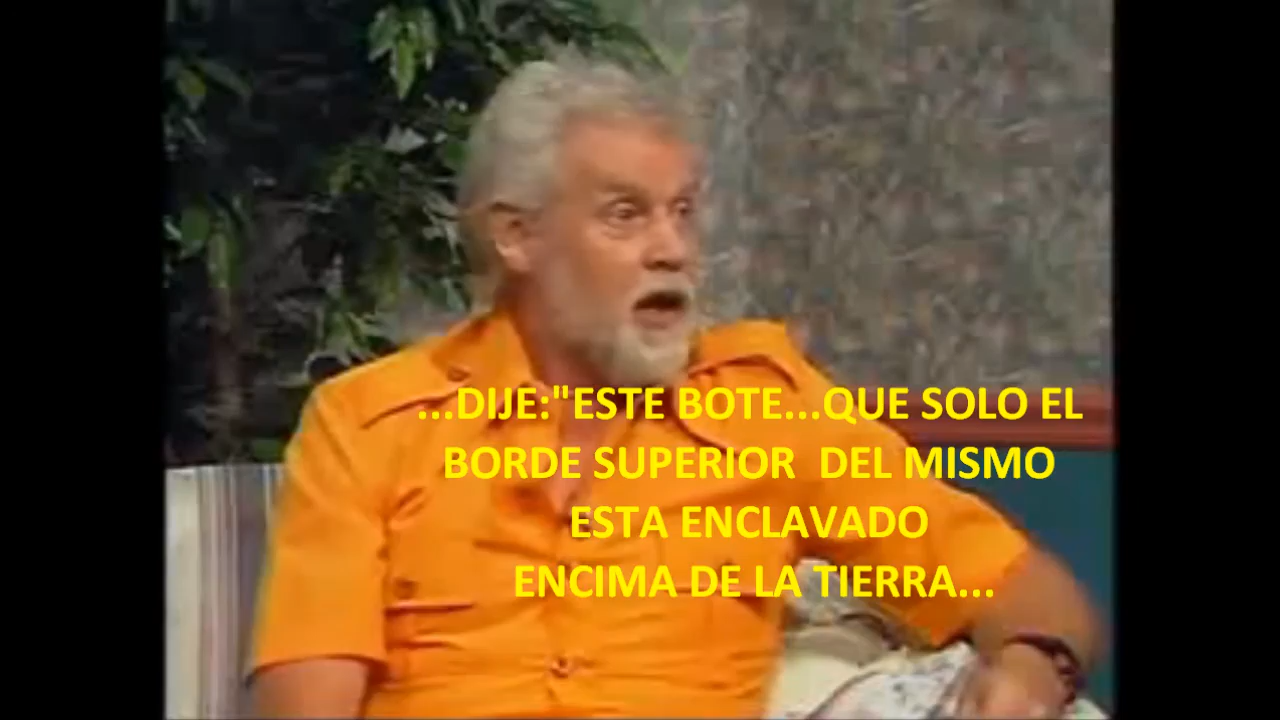 ...DIJE:"ESTE BOTE...QUE SOLO EL
BORDE SUPERIOR  DEL MISMO
ESTA ENCLAVADO
ENCIMA DE LA TIERRA...